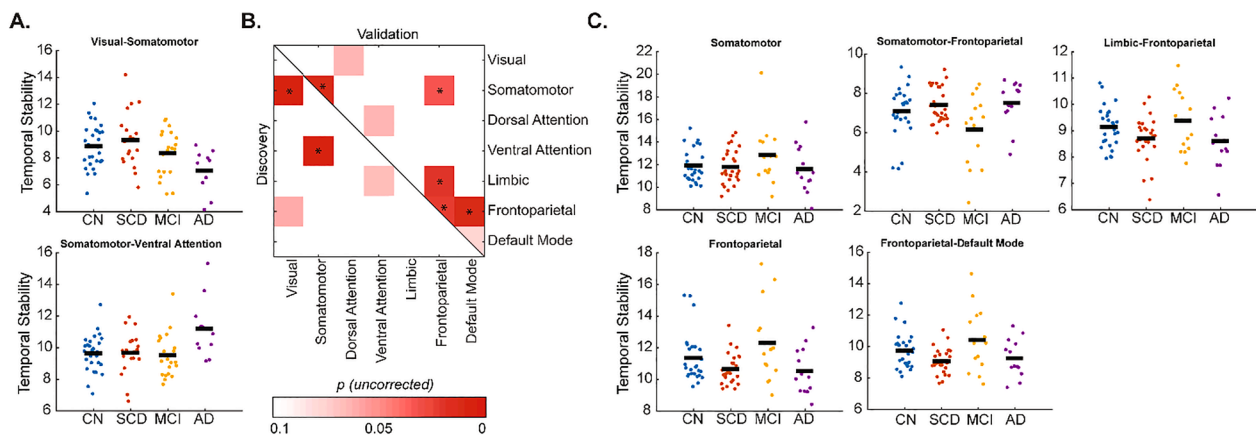 A.
Visual-Somatomotor
Temporal Stability
16
14
12
10
8
6
4
CN SCD MCI AD
Somatomotor-Ventral Attention
Temporal Stability
16
14
12
10
8
6
CN SCD MCI AD
B.
Validation
Discovery
Visual
Somatomotor
Dorsal Attention
Ventral Attention
Limbic
Frontoparietal
Default Mode
* * *
*
*
* *
Visual
Somatomotor
Dorsal Attention
Ventral Attention
Limbic
Frontoparietal
Default Mode
p (uncorrected)
0.1 0.05 0
C.
Somatomotor
Temporal Stability
22
20
18
16
14
12
10
8
CN SCD MCI AD
Somatomotor-Frontoparietal
10
8
6
4
2
CN SCD MCI AD
Limbic-Frontoparietal
12
11
10
9
8
7
6
CN SCD MCI AD
Frontoparietal
Temporal Stability
18
16
14
12
10
8
CN SCD MCI AD
Frontoparietal-Default Mode
16
14
12
10
8
6
CN SCD MCI AD